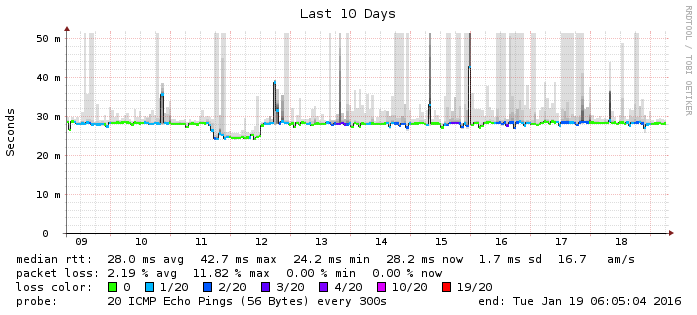 Last 10 Days
RRDTOOL / TOBI OETIKER
Seconds
50 m
40 m
30 m
20 m
10 m
0
09 10 11 12 13 14 15 16 17 18
median rtt: 28.0 ms avg 42.7 ms max 24.2 ms min 28.2 ms now 1.7 ms sd 16.7 am/s
packet loss: 2.19 % avg 11.82 % max 0.00 % min 0.00 % now
loss color: 0 1/20 2/20 3/20 4/20 10/20 19/20
probe: 20 ICMP Echo Pings (56 Bytes) every 300s end: Tue Jan 19 06:05:04 2016